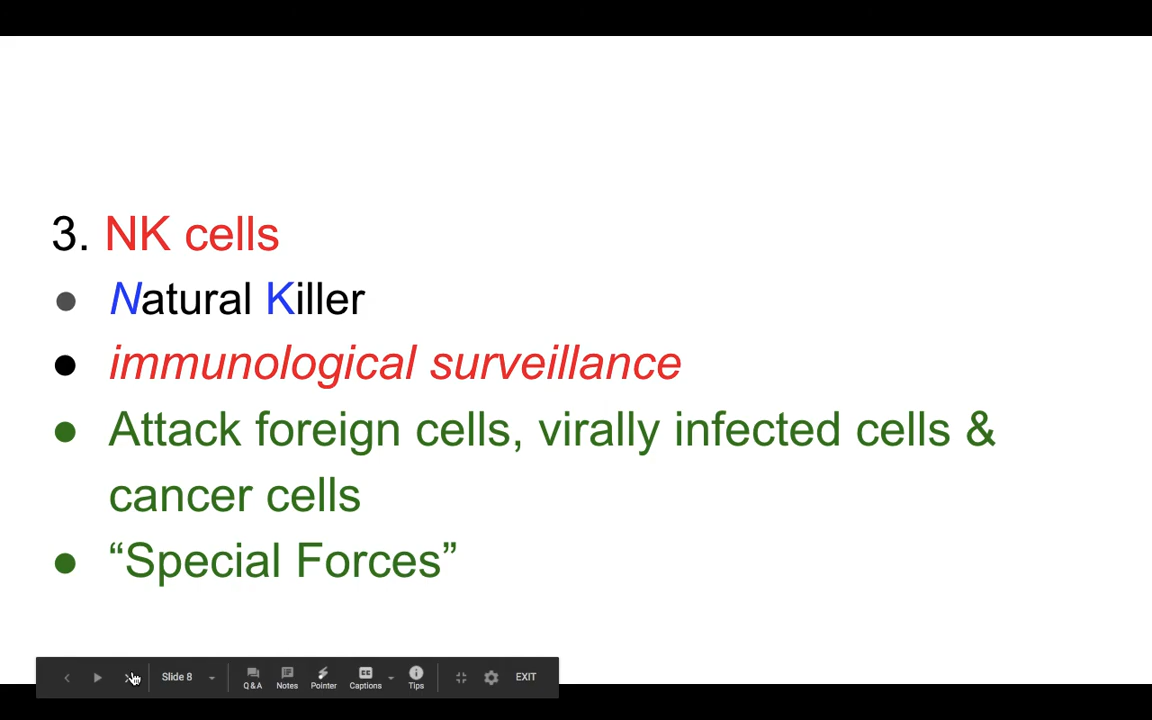 3. NK cells
● Natural Killer
● immunological surveillance
● Attack foreign cells, virally infected cells &
cancer cells
● “Special Forces”
Slide 8 Q&A Notes Pointer Captions Tips EXIT